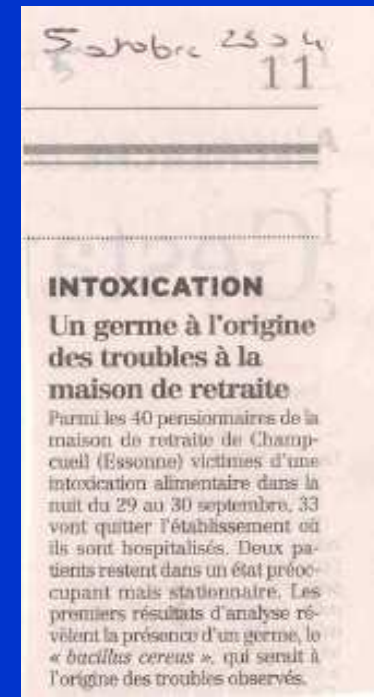 5 octobre 2004
11
INTOXICATION
Un germe à l'origine
des troubles à la
maison de retraite
Parmi les 40 pensionnaires de la
maison de retraite de Champ-
cueil (Essonne) victimes d'une
intoxication alimentaire dans la
nuit du 29 au 30 septembre, 33
vont quitter l'établissement où
ils sont hospitalisés. Deux pa-
tients restent dans un état préoc-
cupant mais stationnaire. Les
premiers résultats d'analyse ré-
vèlent la présence d'un germe, le
« bacillus cereus », qui serait à
l'origine des troubles observés.